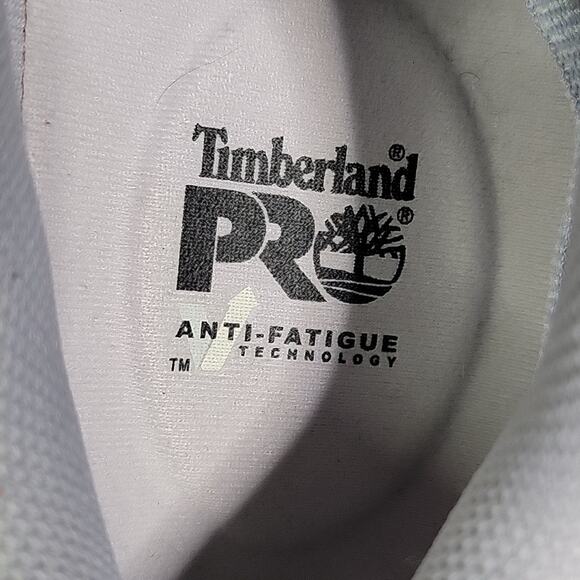 Timberland®
PRO®
ANTI-FATIGUE
TECHNOLOGY
TM